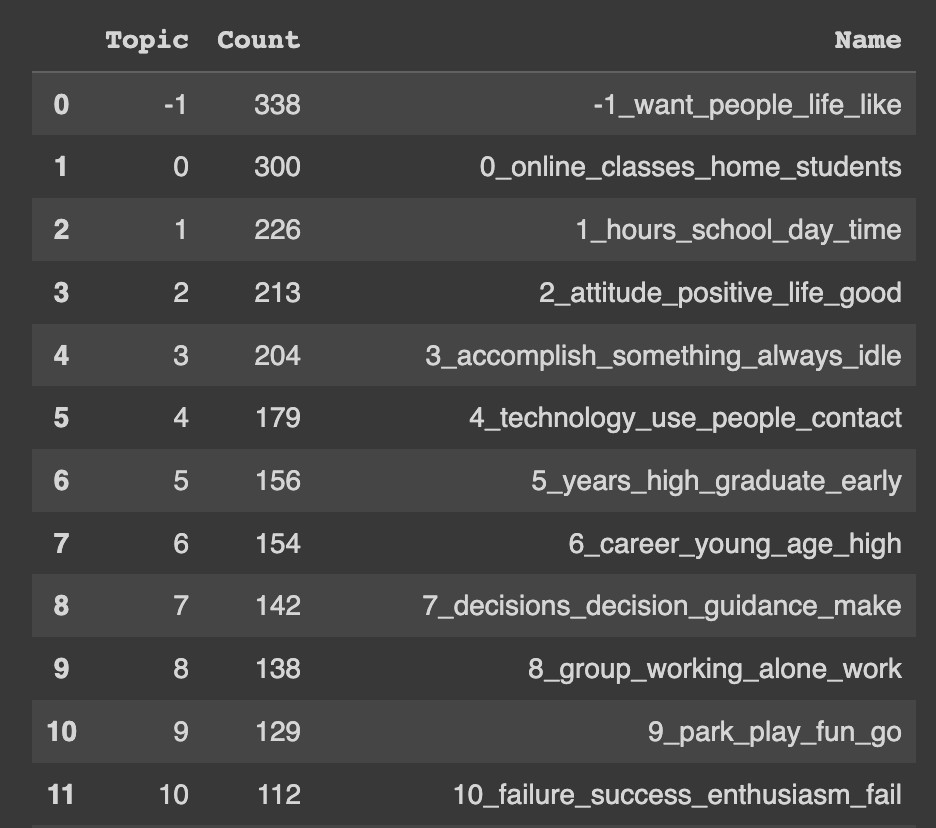 Topic Count Name
0 -1 338 -1_want_people_life_like
1 0 300 0_online_classes_home_students
2 1 226 1_hours_school_day_time
3 2 213 2_attitude_positive_life_good
4 3 204 3_accomplish_something_always_idle
5 4 179 4_technology_use_people_contact
6 5 156 5_years_high_graduate_early
7 6 154 6_career_young_age_high
8 7 142 7_decisions_decision_guidance_make
9 8 138 8_group_working_alone_work
10 9 129 9_park_play_fun_go
11 10 112 10_failure_success_enthusiasm_fail